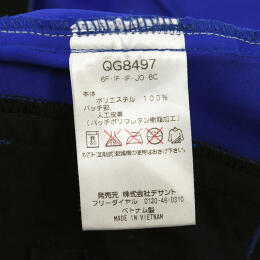 QG8497
6F・IF・IF・JO・6C
本体
ポリエステル 100%
パッチ部
人工皮革
(パッチポリウレタン樹脂加工)
発売元 株式会社デサント
フリーダイヤル 0120-46-0310
ベトナム製
MADE IN VIETNAM